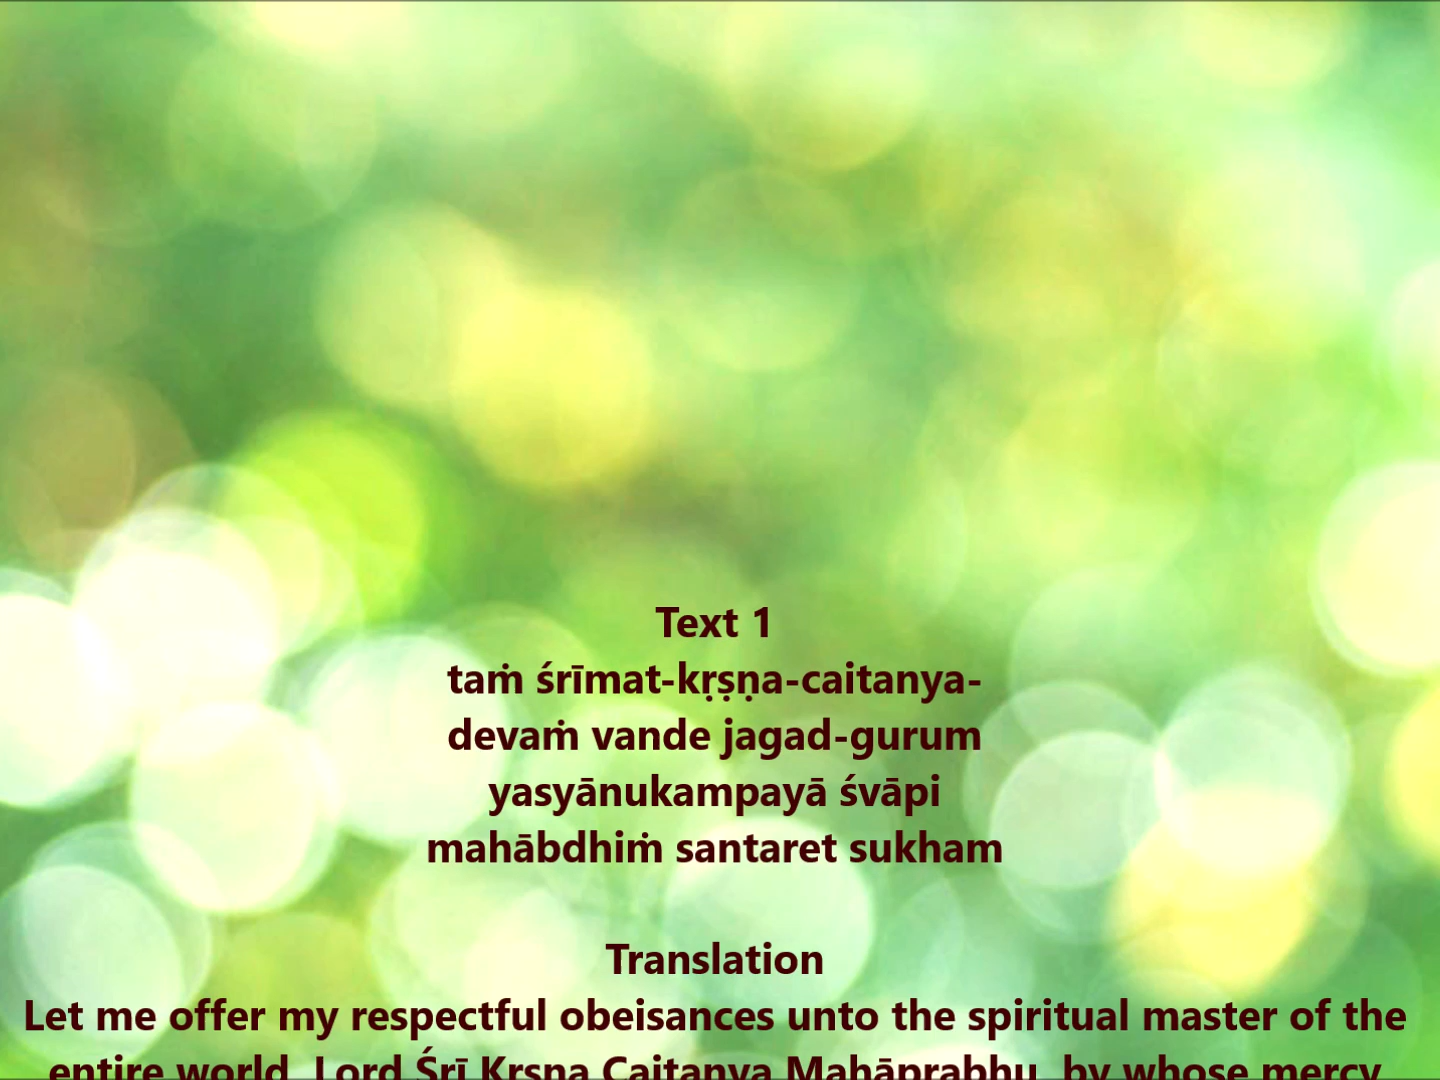 Text 1
taṁ śrīmat-kṛṣṇa-caitanya-
devaṁ vande jagad-gurum
yasyānukampayā śvāpi
mahābdhiṁ santaret sukham
Translation
Let me offer my respectful obeisances unto the spiritual master of the
entire world, Lord Śrī Kṛṣṇa Caitanya Mahāprabhu, by whose mercy